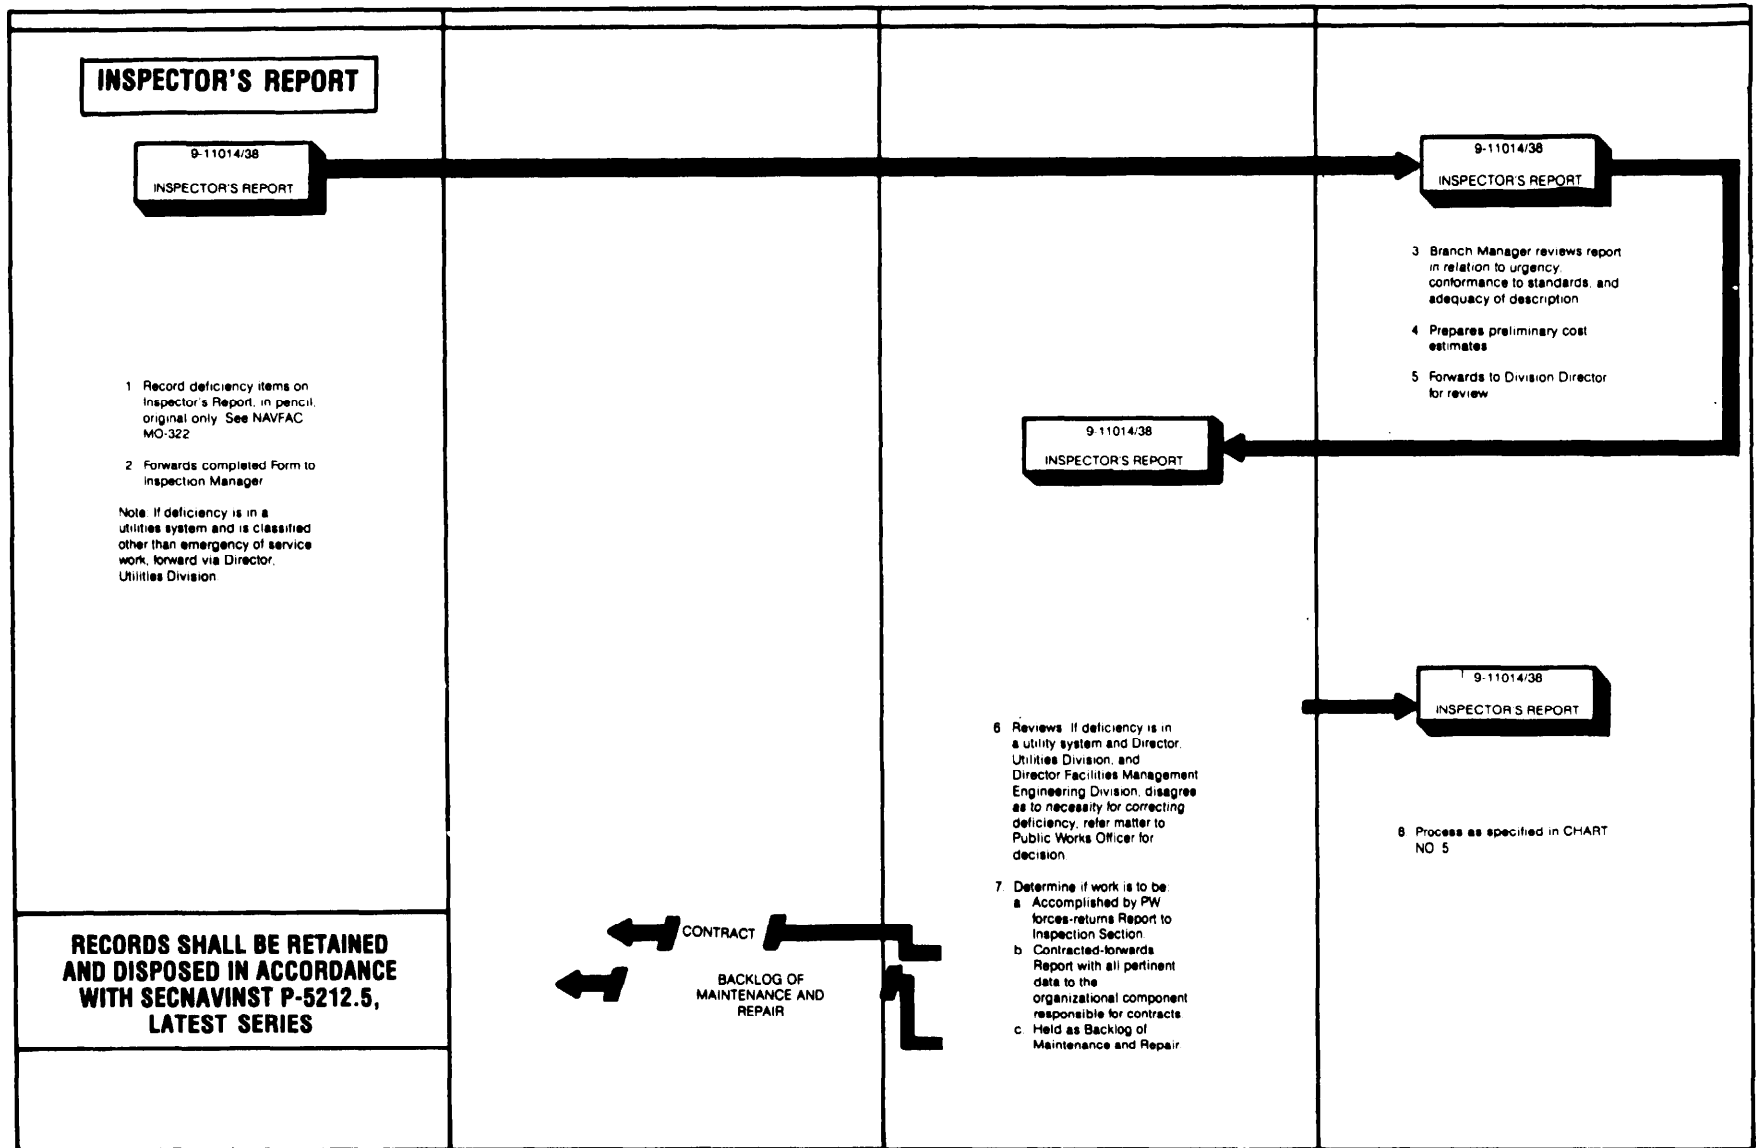 INSPECTOR'S REPORT
9-11014/38
INSPECTOR'S REPORT
1 Record deficiency items on
Inspector's Report, in pencil,
original only See NAVFAC
MO-322
2 Forwards completed Form to
Inspection Manager
Note: If deficiency is in a
utilities system and is classified
other than emergency of service
work, forward via Director,
Utilities Division
RECORDS SHALL BE RETAINED
AND DISPOSED IN ACCORDANCE
WITH SECNAVINST P-5212.5,
LATEST SERIES
CONTRACT
BACKLOG OF
MAINTENANCE AND
REPAIR
9-11014/38
INSPECTOR'S REPORT
6 Reviews. If deficiency is in
a utility system and Director,
Utilities Division, and
Director Facilities Management
Engineering Division, disagree
as to necessity for correcting
deficiency, refer matter to
Public Works Officer for
decision
7. Determine if work is to be:
a Accomplished by PW
forces-returns Report to
Inspection Section.
b Contracted-forwards
Report with all pertinent
data to the
organizational component
responsible for contracts
c. Held as Backlog of
Maintenance and Repair
9-11014/38
INSPECTOR'S REPORT
3 Branch Manager reviews report
in relation to urgency,
conformance to standards, and
adequacy of description
4 Prepares preliminary cost
estimates
5 Forwards to Division Director
for review
9-11014/38
INSPECTOR'S REPORT
8 Process as specified in CHART
NO 5